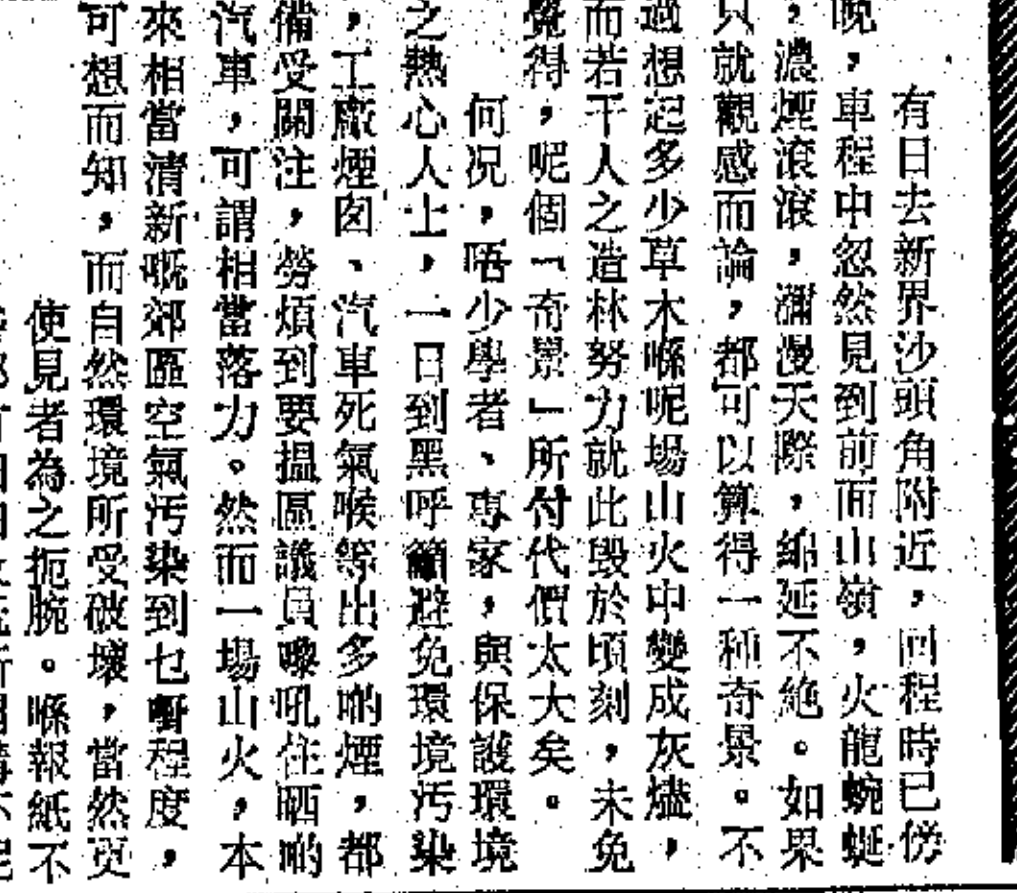 有日去新界沙頭角附近，回程時已傍
晚，車程中忽然見到前面山嶺，火龍蜿蜒
，濃煙滾滾，瀰漫天際，綿延不絕。如果
只就觀感而論，都可以算得一種奇景。不
過想起多少草木喺呢場山火中變成灰燼，
而若干人之造林努力就此毀於頃刻，未免
覺得，呢個「奇景」所付代價太大矣。
何況，唔少學者、專家，與保護環境
之熱心人士，一日到黑呼籲避免環境污染
，工廠煙囪、汽車死氣喉等出多啲煙，都
備受關注，勞煩到要揾區議員嚟吼住晒啲
汽車，可謂相當落力。然而一場山火，本
來相當清新嘅郊區空氣污染到乜嘢程度，
可想而知，而自然環境所受破壞，當然更
使見者為之扼腕。喺報紙不